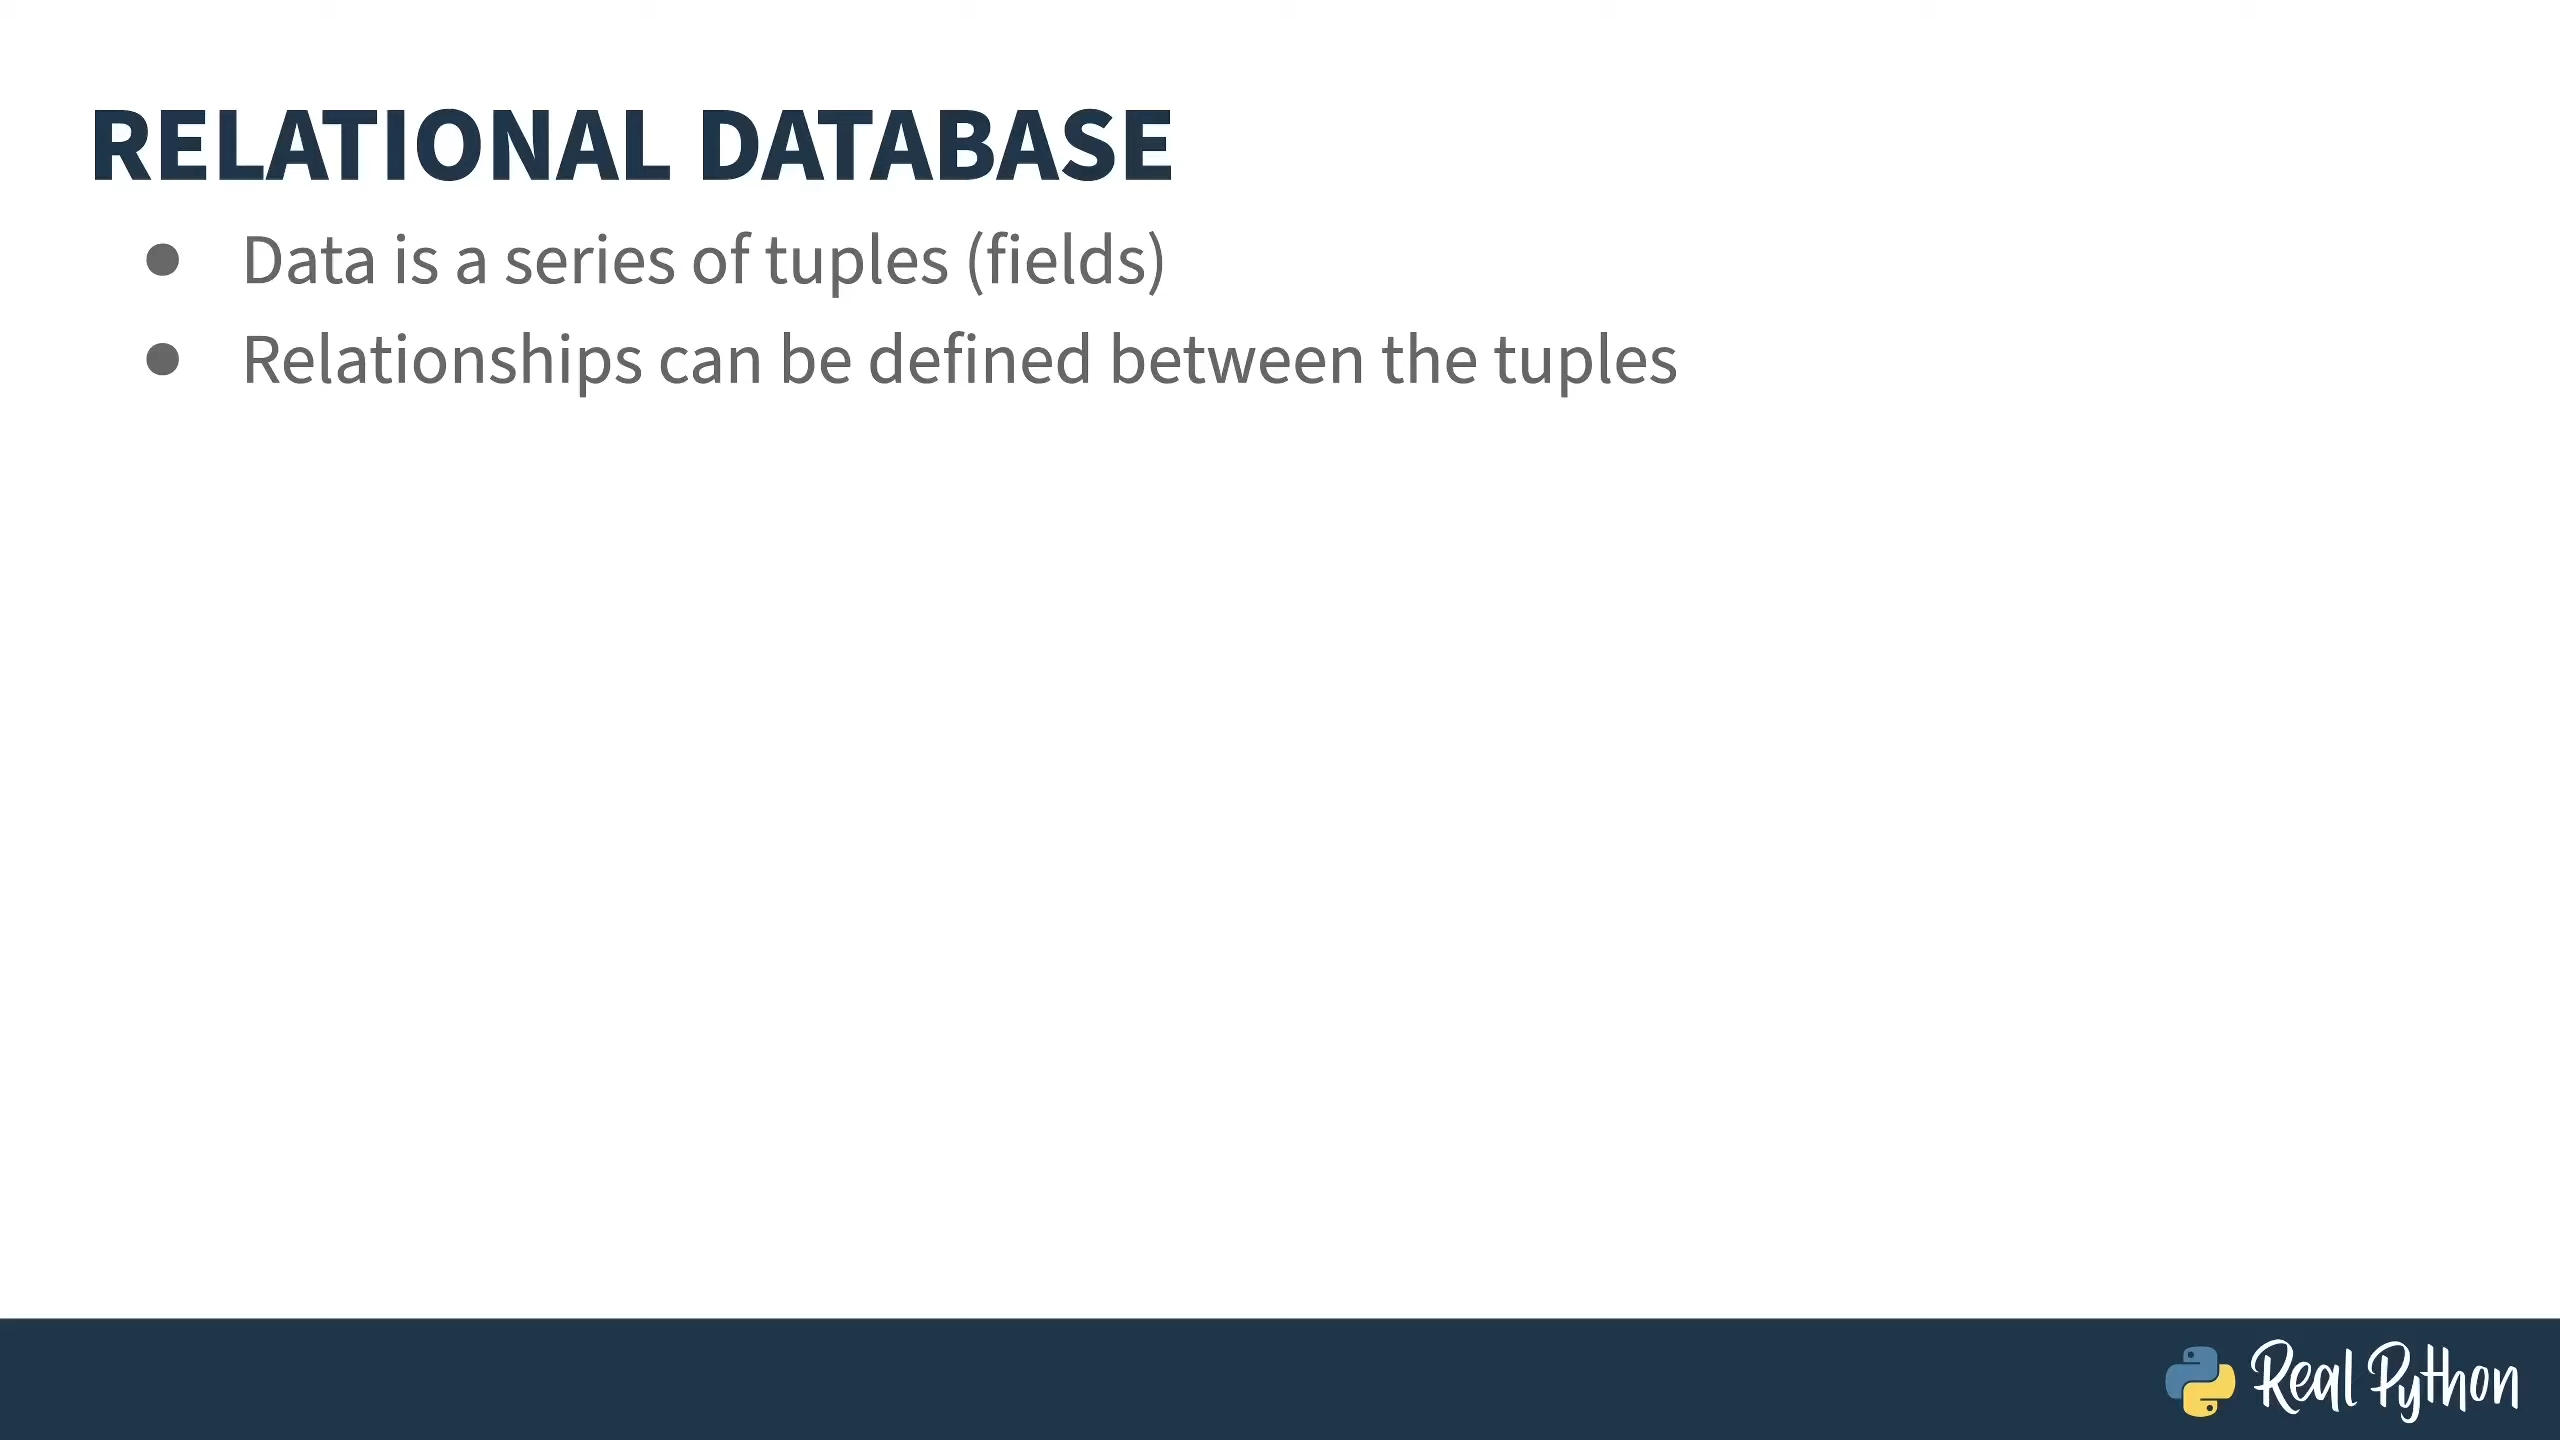 RELATIONAL DATABASE
● Data is a series of tuples (fields)
● Relationships can be defined between the tuples
Real Python